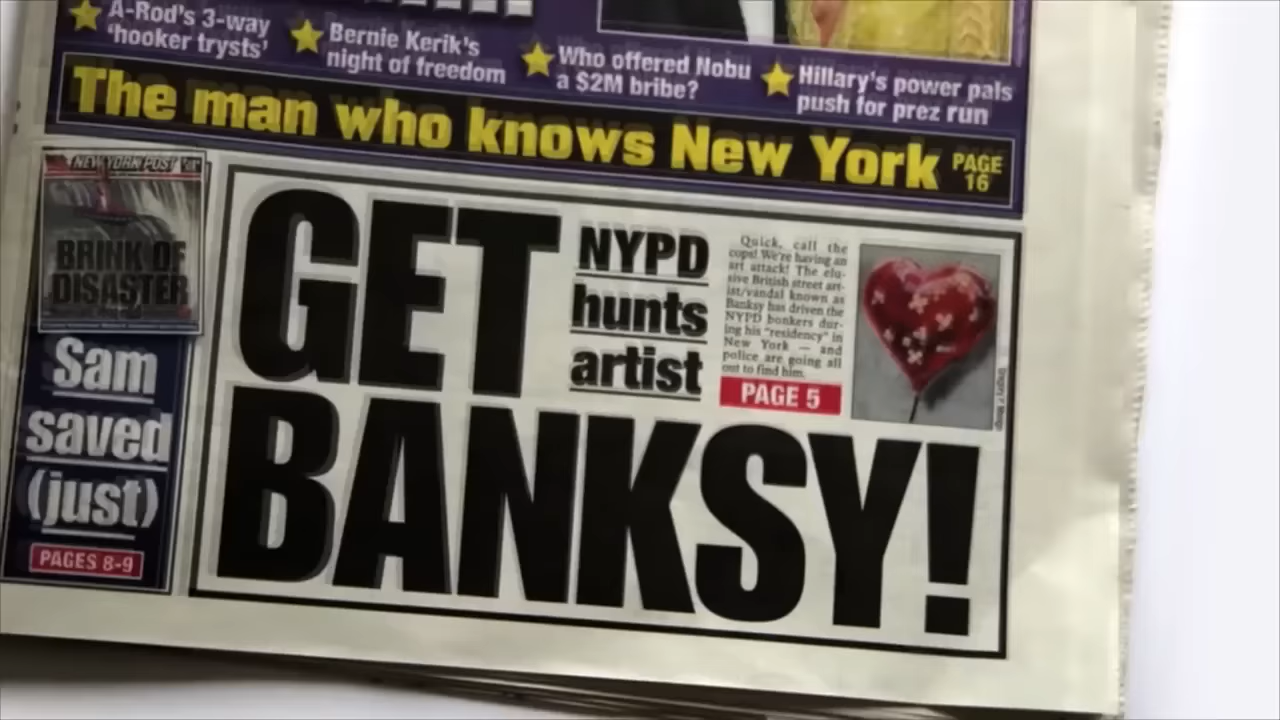 A-Rod's 3-way
'hooker trysts'
Bernie Kerik's
night of freedom
Who offered Nobu
a $2M bribe?
Hillary's power pals
push for prez run
The man who knows New York
PAGE
16
NEW YORK POST
BRINK OF
DISASTER
Sam
saved
(just)
PAGES 8-9
GET
BANKSY!
NYPD
hunts
artist
Quick, call the
cops! We're having an
art attack! The elu-
sive British street art-
ist/vandal known as
Banksy has driven the
NYPD bonkers dur-
ing his "residency" in
New York — and
police are going all
out to find him.
PAGE 5